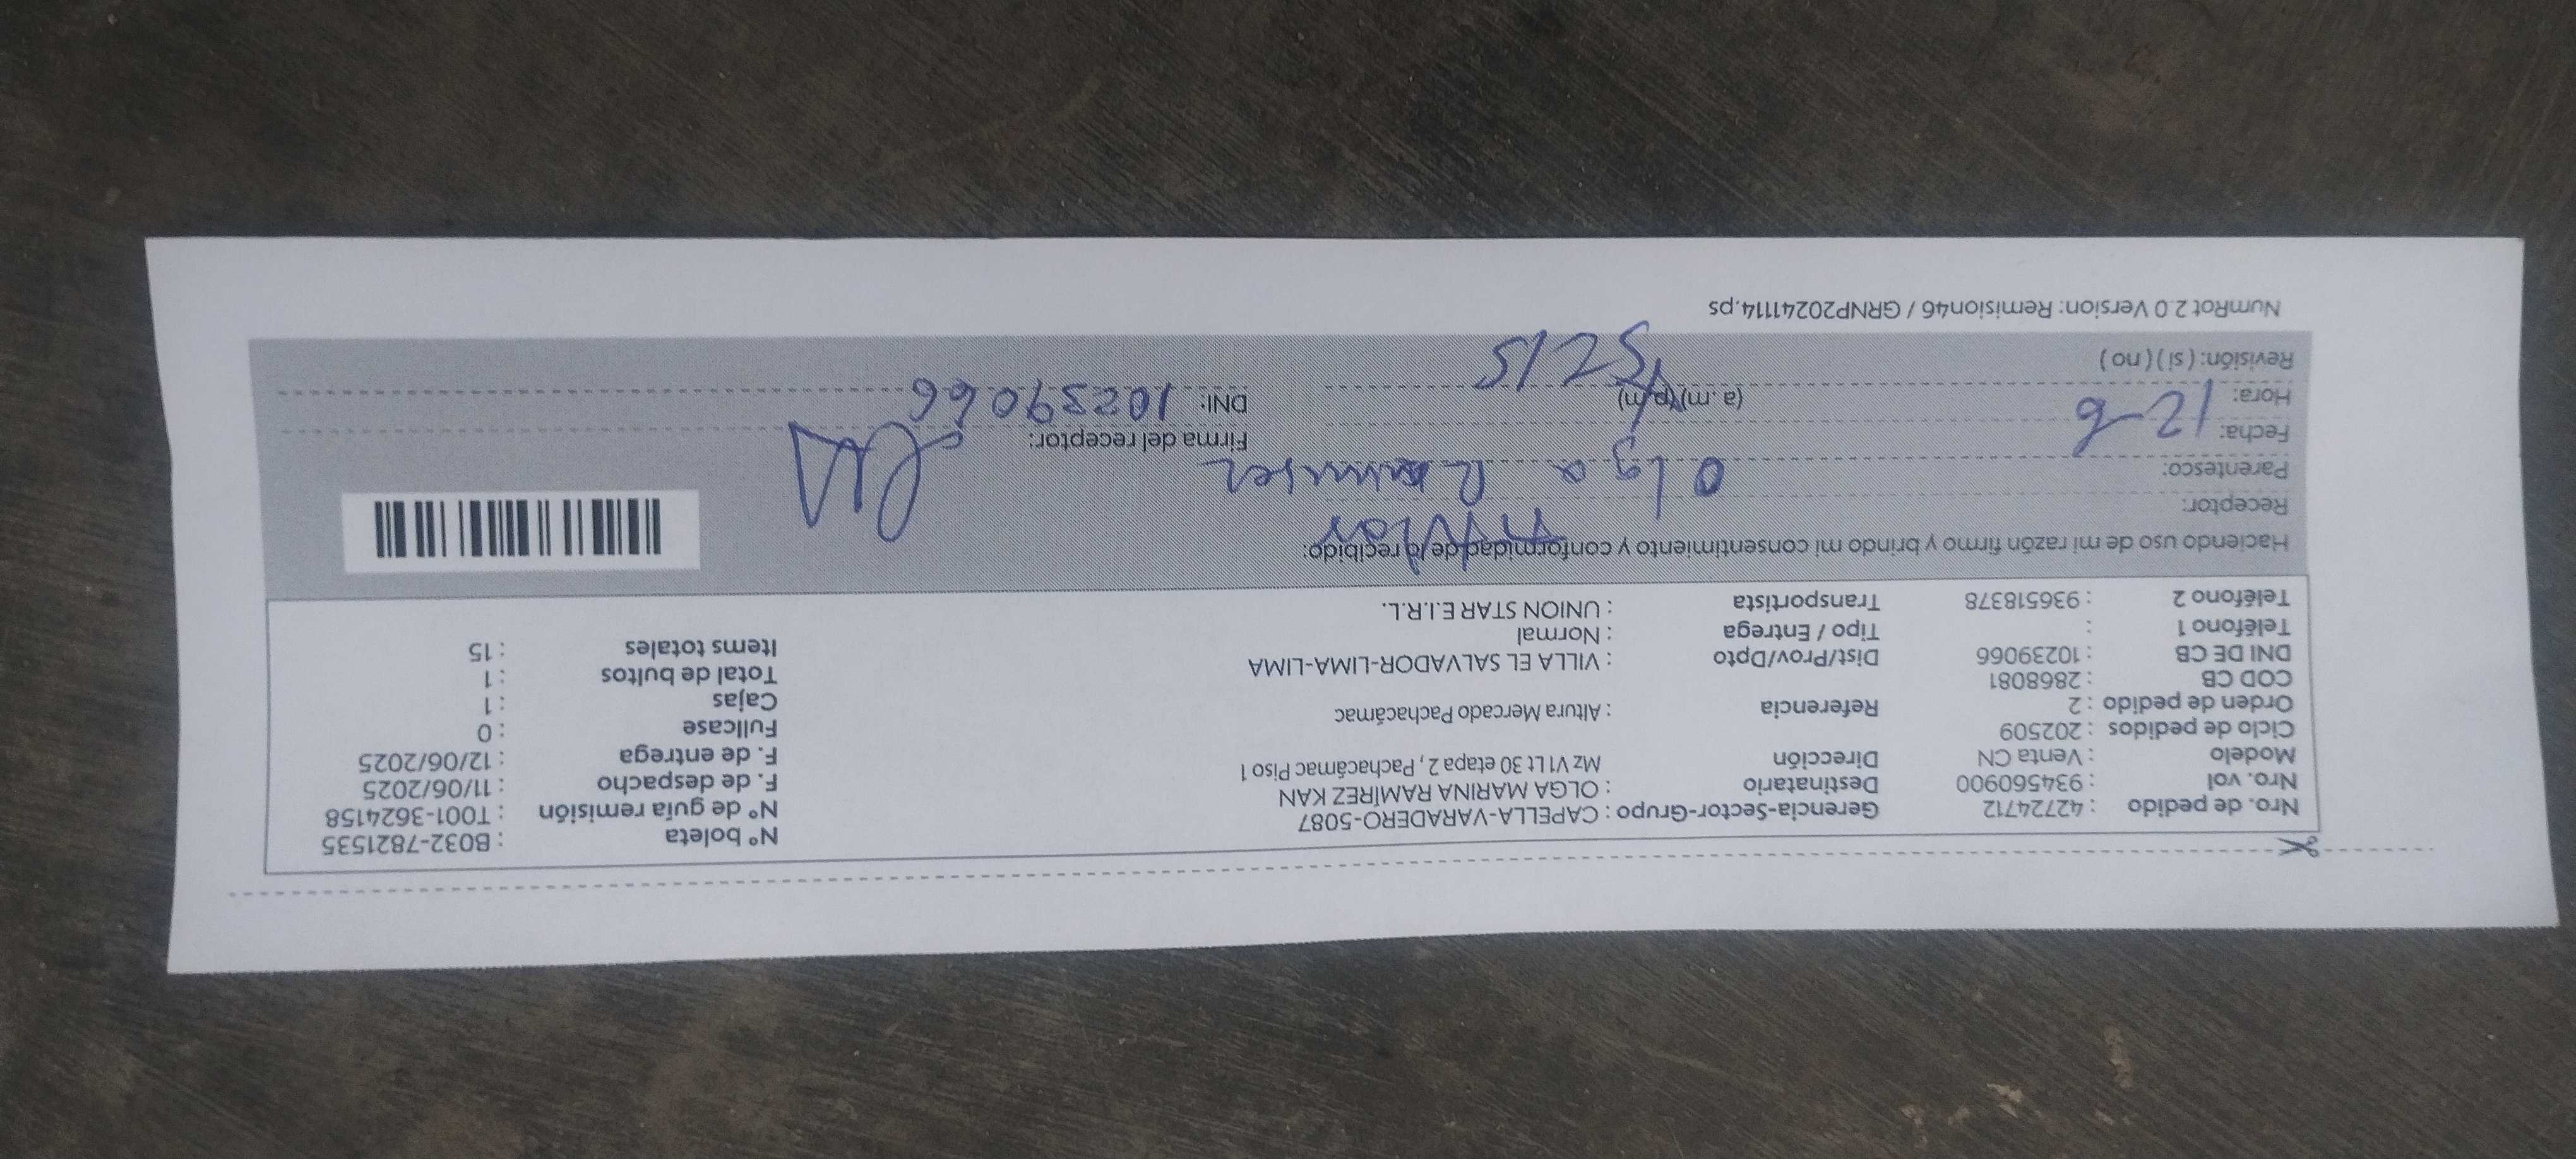 Nro. de pedido : 42724712 Gerencia-Sector-Grupo : CAPELLA-VARADERO-5087 N° boleta : B032-7821535
Nro. vol : 934560900 Destinatario : OLGA MARINA RAMÍREZ KAN N° de guía remisión : T001-3624158
Modelo : Venta CN Dirección Mz V1 Lt 30 etapa 2 , Pachacámac Piso 1 F. de despacho : 11/06/2025
Ciclo de pedidos : 202509 F. de entrega : 12/06/2025
Orden de pedido : 2 Referencia : Altura Mercado Pachacámac Fullcase : 0
COD CB : 2868081 Cajas : 1
DNI DE CB : 10239066 Dist/Prov/Dpto : VILLA EL SALVADOR-LIMA-LIMA Total de bultos : 1
Teléfono 1 : Tipo / Entrega : Normal Items totales : 15
Teléfono 2 : 936518378 Transportista : UNION STAR E.I.R.L.
Haciendo uso de mi razón firmo y brindo mi consentimiento y conformidad de lo recibido:
Receptor:
Parentesco: Olga Ramirez
Fecha: 12-6 Firma del receptor:
Hora: (a. m) (p. m) DNI: 10239066
Revisión: ( si ) ( no )
NumRot 2.0 Version: Remision46 / GRNP20241114.ps